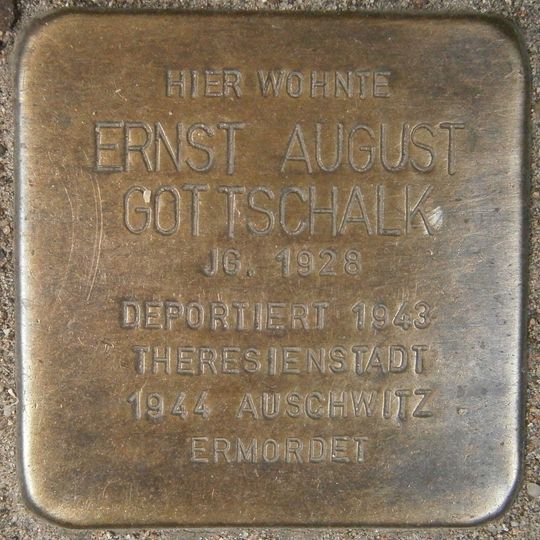 HIER WOHNTE
ERNST AUGUST
GOTTSCHALK
JG. 1928
DEPORTIERT 1943
THERESIENSTADT
1944 AUSCHWITZ
ERMORDET